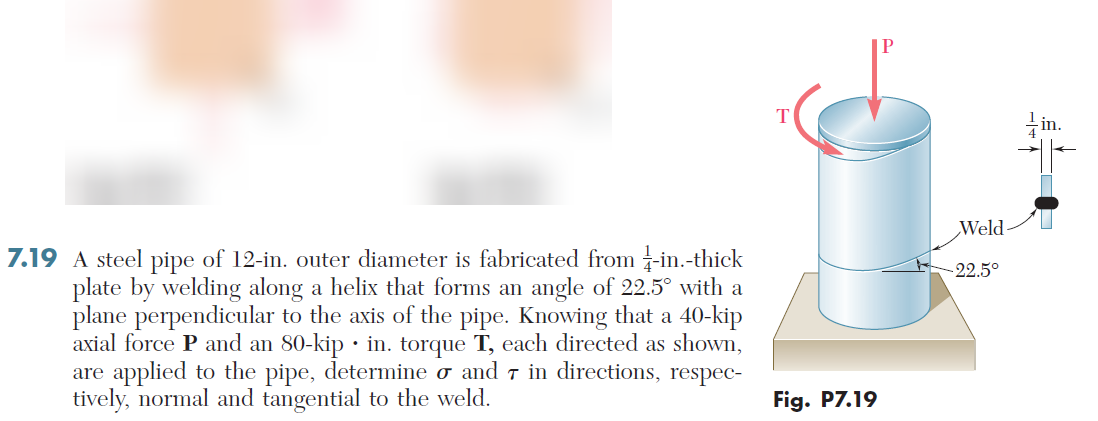 P
T
1/4 in.
Weld
22.5°
7.19 A steel pipe of 12-in. outer diameter is fabricated from 1/4-in.-thick
plate by welding along a helix that forms an angle of 22.5° with a
plane perpendicular to the axis of the pipe. Knowing that a 40-kip
axial force P and an 80-kip · in. torque T, each directed as shown,
are applied to the pipe, determine σ and τ in directions, respec-
tively, normal and tangential to the weld.
Fig. P7.19